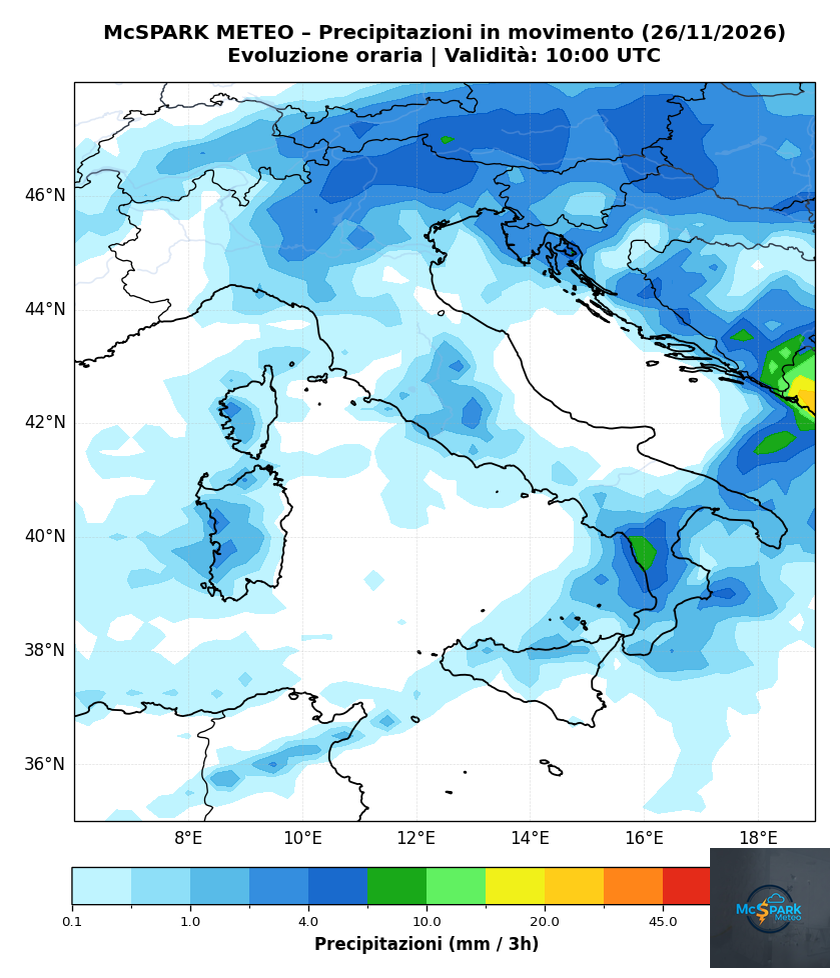 McSPARK METEO – Precipitazioni in movimento (26/11/2026)
Evoluzione oraria | Validità: 10:00 UTC
46°N
44°N
42°N
40°N
38°N
36°N
8°E 10°E 12°E 14°E 16°E 18°E
0.1 1.0 4.0 10.0 20.0 45.0
Precipitazioni (mm / 3h)
McSPARK
Meteo